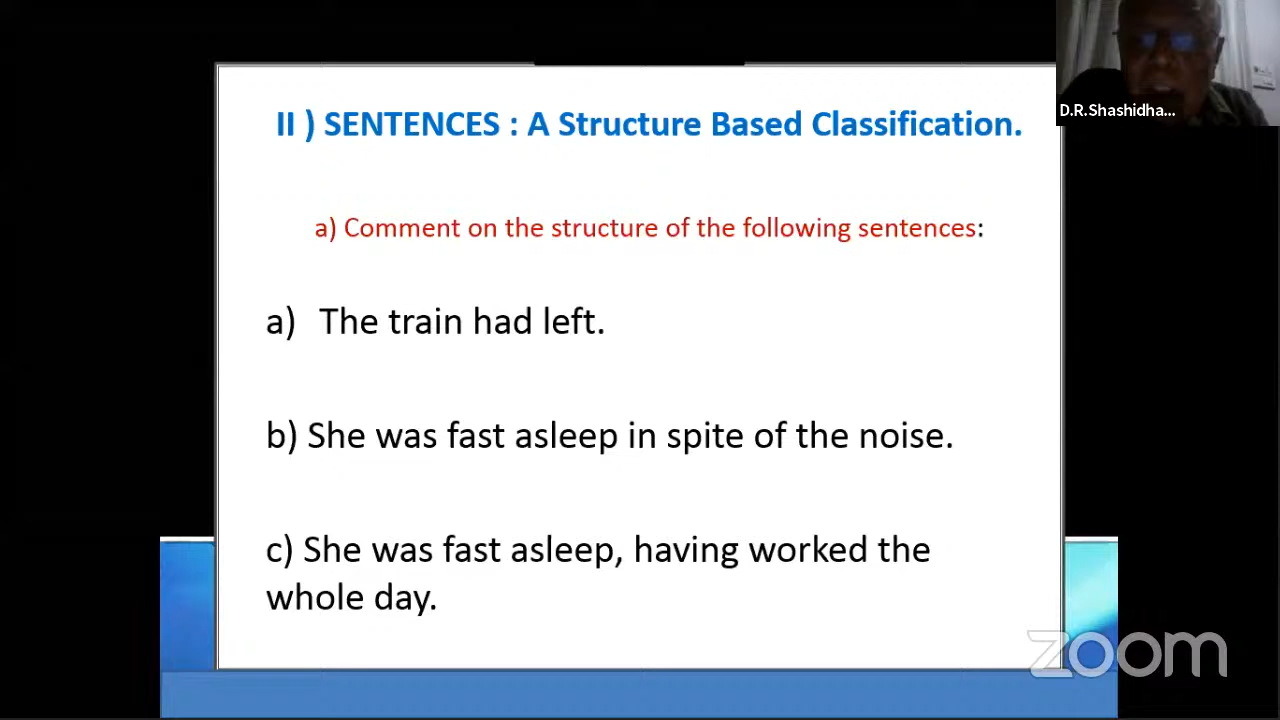 II ) SENTENCES : A Structure Based Classification.
D.R.Shashidha...
a) Comment on the structure of the following sentences:
a) The train had left.
b) She was fast asleep in spite of the noise.
c) She was fast asleep, having worked the
whole day.
zoom